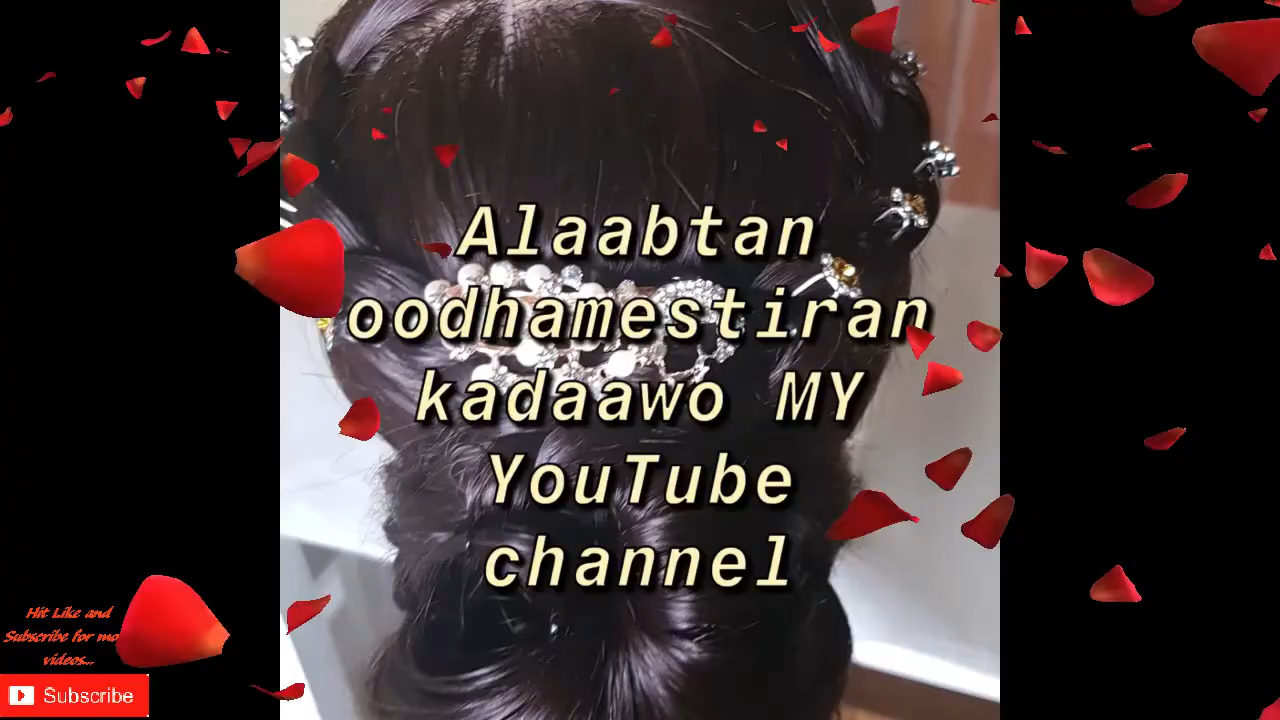 Alaabtan
oodhamestiran
kadaawo MY
YouTube
channel
Hit Like and
Subscribe for mo
videos...
Subscribe